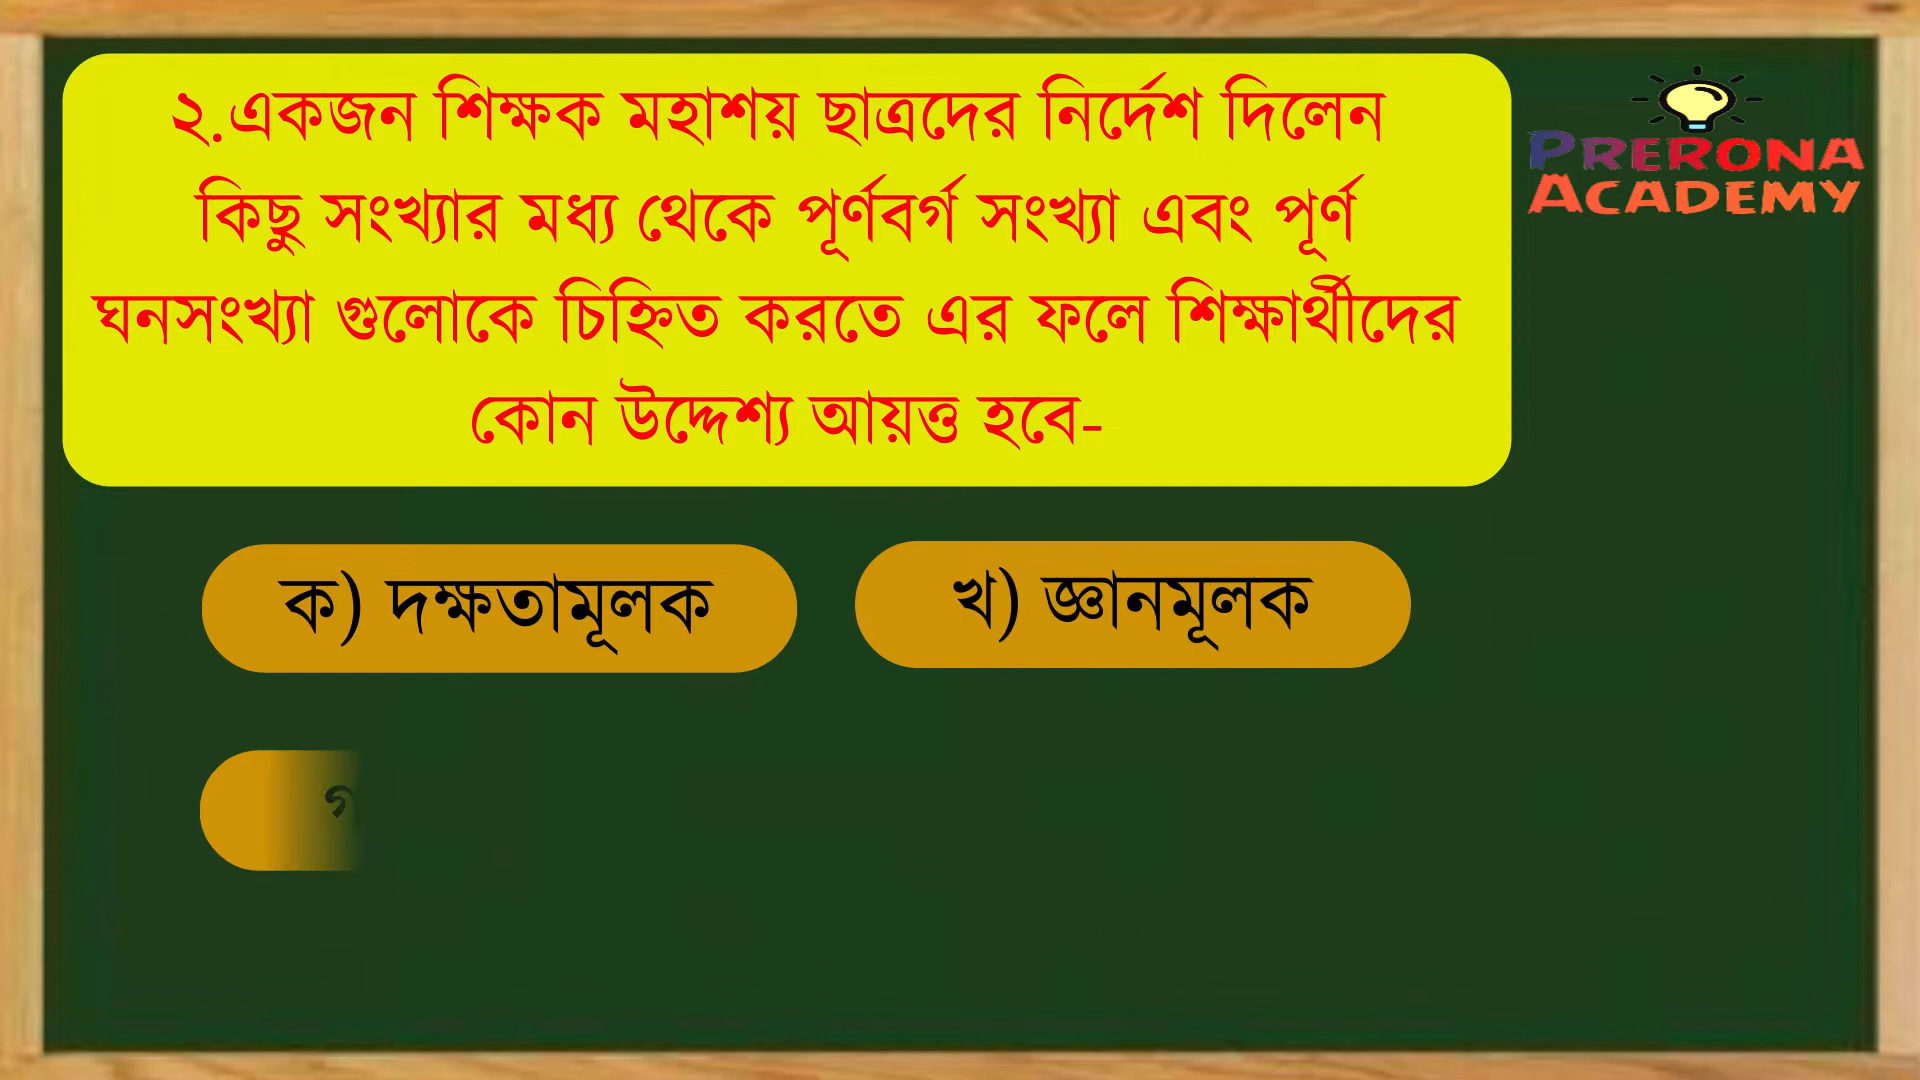 ২.একজন শিক্ষক মহাশয় ছাত্রদের নির্দেশ দিলেন
কিছু সংখ্যার মধ্য থেকে পূর্ণবর্গ সংখ্যা এবং পূর্ণ
ঘনসংখ্যা গুলোকে চিহ্নিত করতে এর ফলে শিক্ষার্থীদের
কোন উদ্দেশ্য আয়ত্ত হবে-
PRERONA
ACADEMY
ক) দক্ষতামূলক
খ) জ্ঞানমূলক